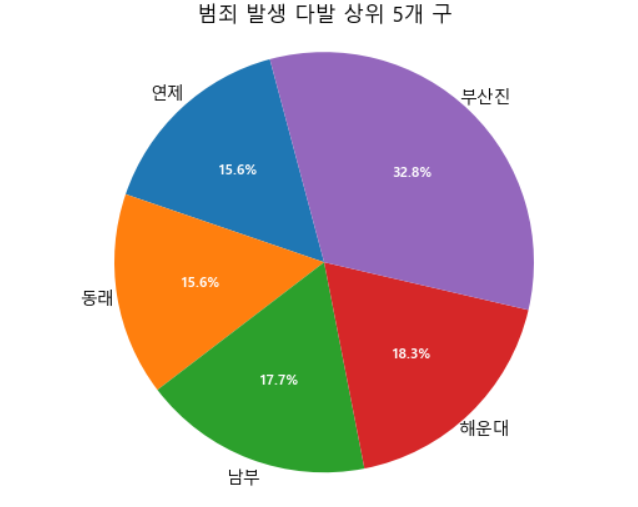 범죄 발생 다발 상위 5개 구
연제
부산진
15.6%
32.8%
15.6%
동래
18.3%
17.7%
해운대
남부